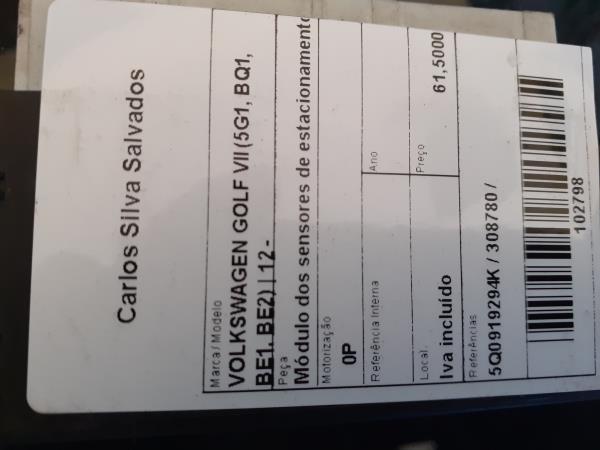 Carlos Silva Salvados
Marca / Modelo
VOLKSWAGEN GOLF VII (5G1, BQ1,
BE1, BE2) | 12 -
Peça
Módulo dos sensores de estacionamento
Motorização
0P
Referência Interna
Ano
Local.
Preço
Iva incluído
61,5000
Referências
5Q0919294K / 308780 /
102798